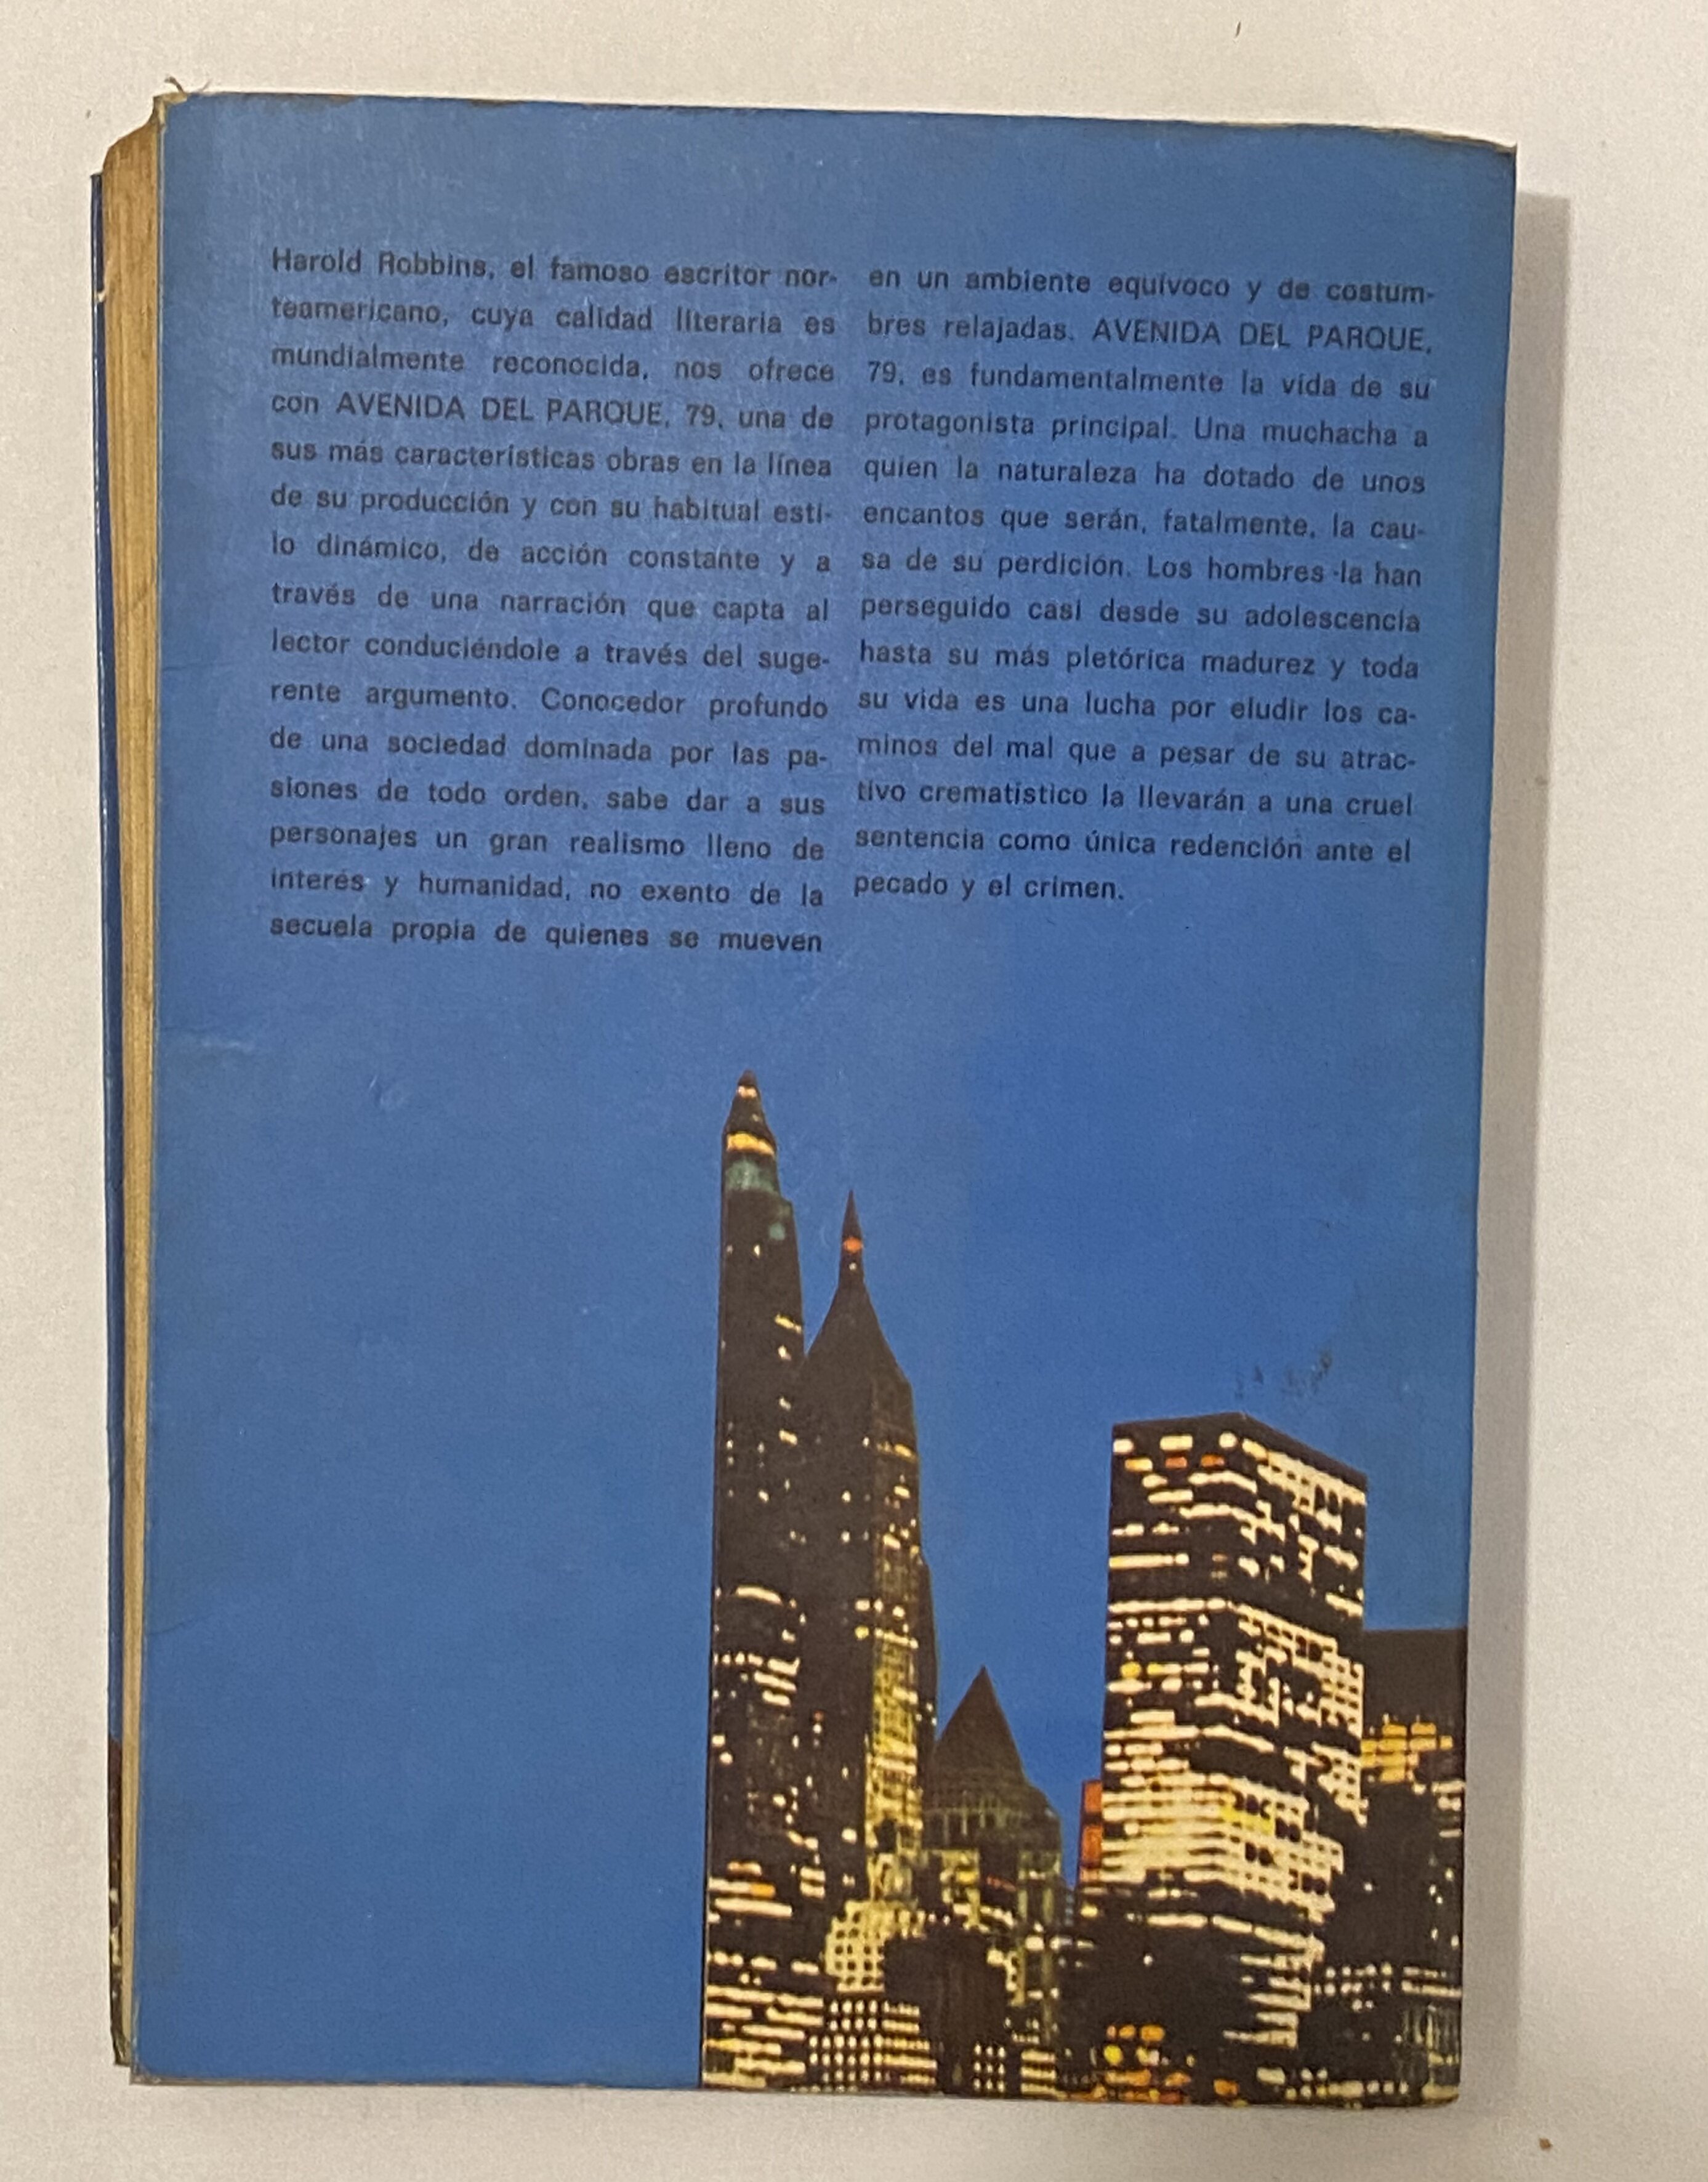 Harold Robbins, el famoso escritor nor-
teamericano, cuya calidad literaria es
mundialmente reconocida, nos ofrece
con AVENIDA DEL PARQUE, 79, una de
sus más características obras en la línea
de su producción y con su habitual esti-
lo dinámico, de acción constante y a
través de una narración que capta al
lector conduciéndole a través del suge-
rente argumento. Conocedor profundo
de una sociedad dominada por las pa-
siones de todo orden, sabe dar a sus
personajes un gran realismo lleno de
interés y humanidad, no exento de la
secuela propia de quienes se mueven
en un ambiente equívoco y de costum-
bres relajadas. AVENIDA DEL PARQUE,
79, es fundamentalmente la vida de su
protagonista principal. Una muchacha a
quien la naturaleza ha dotado de unos
encantos que serán, fatalmente, la cau-
sa de su perdición. Los hombres la han
perseguido casi desde su adolescencia
hasta su más pletórica madurez y toda
su vida es una lucha por eludir los ca-
minos del mal que a pesar de su atrac-
tivo crematístico la llevarán a una cruel
sentencia como única redención ante el
pecado y el crimen.